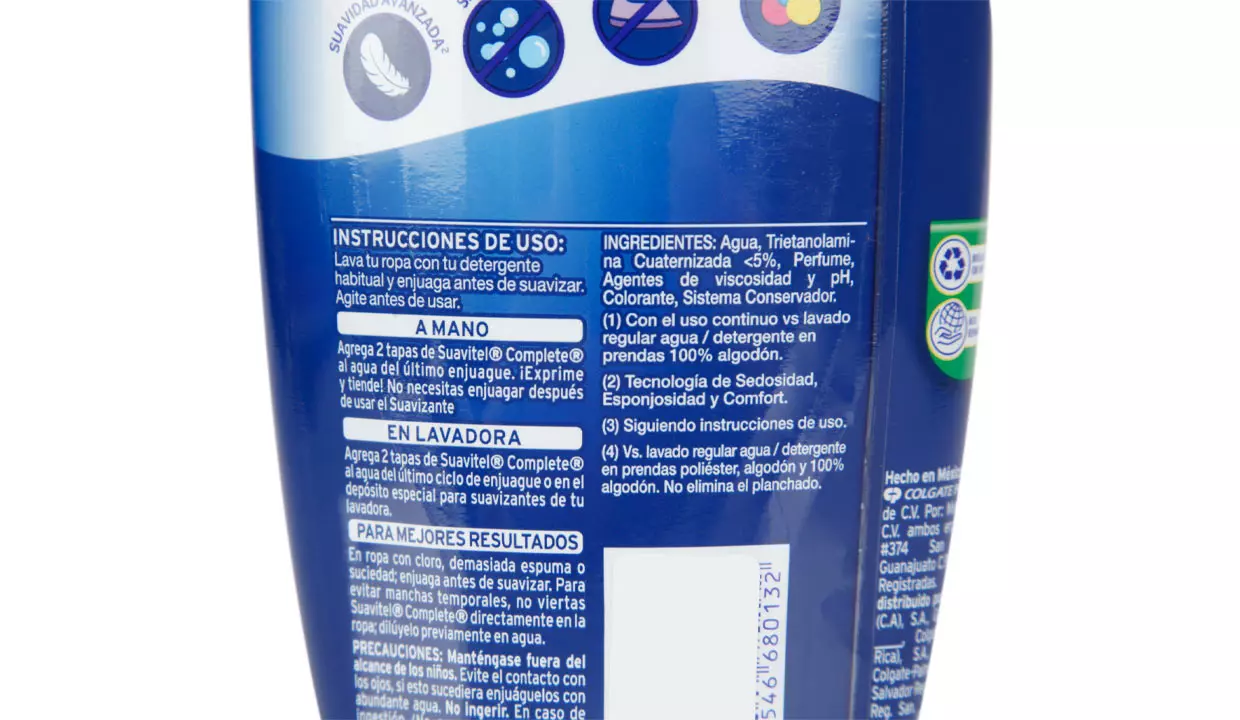 SUAVIDAD AVANZADA²
INSTRUCCIONES DE USO:
Lava tu ropa con tu detergente
habitual y enjuaga antes de suavizar.
Agite antes de usar.
A MANO
Agrega 2 tapas de Suavitel® Complete®
al agua del último enjuague. ¡Exprime
y tiende! No necesitas enjuagar después
de usar el Suavizante
EN LAVADORA
Agrega 2 tapas de Suavitel® Complete®
al agua del último ciclo de enjuague o en el
depósito especial para suavizantes de tu
lavadora.
PARA MEJORES RESULTADOS
En ropa con cloro, demasiada espuma o
suciedad; enjuaga antes de suavizar. Para
evitar manchas temporales, no viertas
Suavitel® Complete® directamente en la
ropa; dilúyelo previamente en agua.
PRECAUCIONES: Manténgase fuera del
alcance de los niños. Evite el contacto con
los ojos, si esto sucediera enjuáguelos con
abundante agua. No ingerir. En caso de
INGREDIENTES: Agua, Trietanolami-
na Cuaternizada <5%, Perfume,
Agentes de viscosidad y pH,
Colorante, Sistema Conservador.
(1) Con el uso continuo vs lavado
regular agua / detergente en
prendas 100% algodón.
(2) Tecnología de Sedosidad,
Esponjosidad y Comfort.
(3) Siguiendo instrucciones de uso.
(4) Vs. lavado regular agua / detergente
en prendas poliéster, algodón y 100%
algodón. No elimina el planchado.
546 680132
Hecho en
COLGATE
de C.V. Por:
C.V. ambos
#374 San
Guanajuato
Registradas.
distribuido
(C.A), S.A.
Rica), S.A.
Salvador
Reg. San.